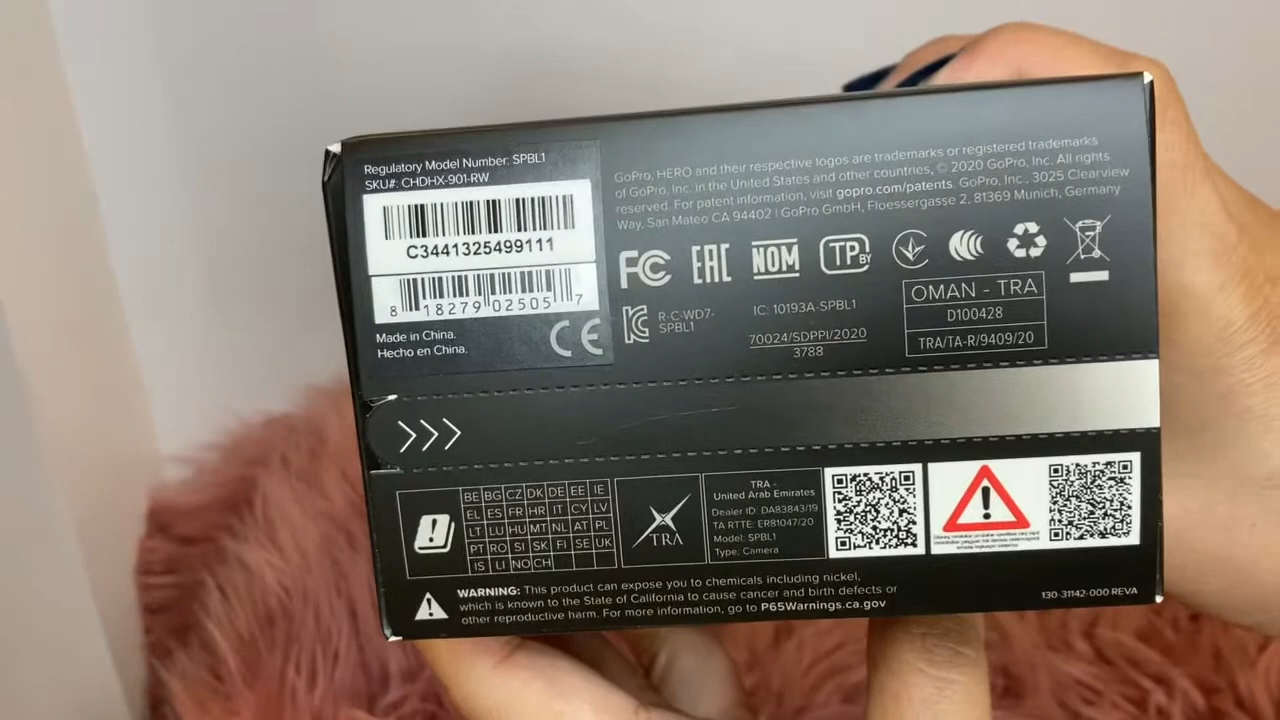 Regulatory Model Number: SPBL1
SKU#: CHDHX-901-RW
C3441325499111
8 18279 02505 7
Made in China.
Hecho en China.
CE
GoPro, HERO and their respective logos are trademarks or registered trademarks
of GoPro, Inc. in the United States and other countries, © 2020 GoPro, Inc. All rights
reserved. For patent information, visit gopro.com/patents. GoPro, Inc., 3025 Clearview
Way, San Mateo CA 94402 | GoPro GmbH, Floessergasse 2, 81369 Munich, Germany
FC EAC NOM TP BY
R-C-WD7-
SPBL1
IC: 10193A-SPBL1
70024/SDPPI/2020
3788
OMAN - TRA
D100428
TRA/TA-R/9409/20
BE BG CZ DK DE EE IE
EL ES FR HR IT CY LV
LT LU HU MT NL AT PL
PT RO SI SK FI SE UK
IS LI NO CH
TRA
TRA -
United Arab Emirates
Dealer ID: DA83843/19
TA RTTE: ER81047/20
Model: SPBL1
Type: Camera
WARNING: This product can expose you to chemicals including nickel,
which is known to the State of California to cause cancer and birth defects or
other reproductive harm. For more information, go to P65Warnings.ca.gov
130-31142-000 REVA